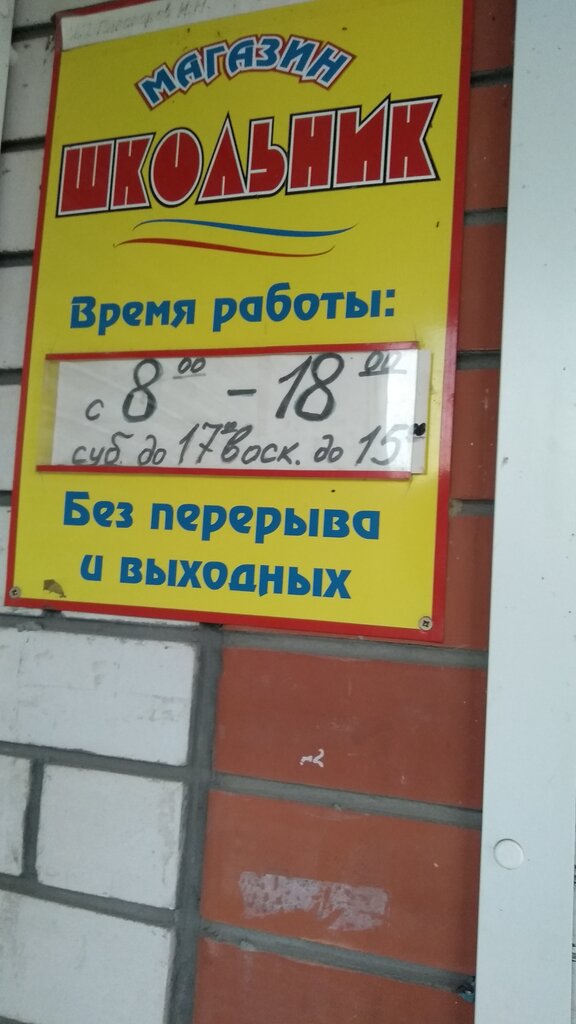 МАГАЗИН
ШКОЛЬНИК
Время работы:
с 8 00 - 18 00
суб. до 17 00 воск. до 15 00
Без перерыва
и выходных